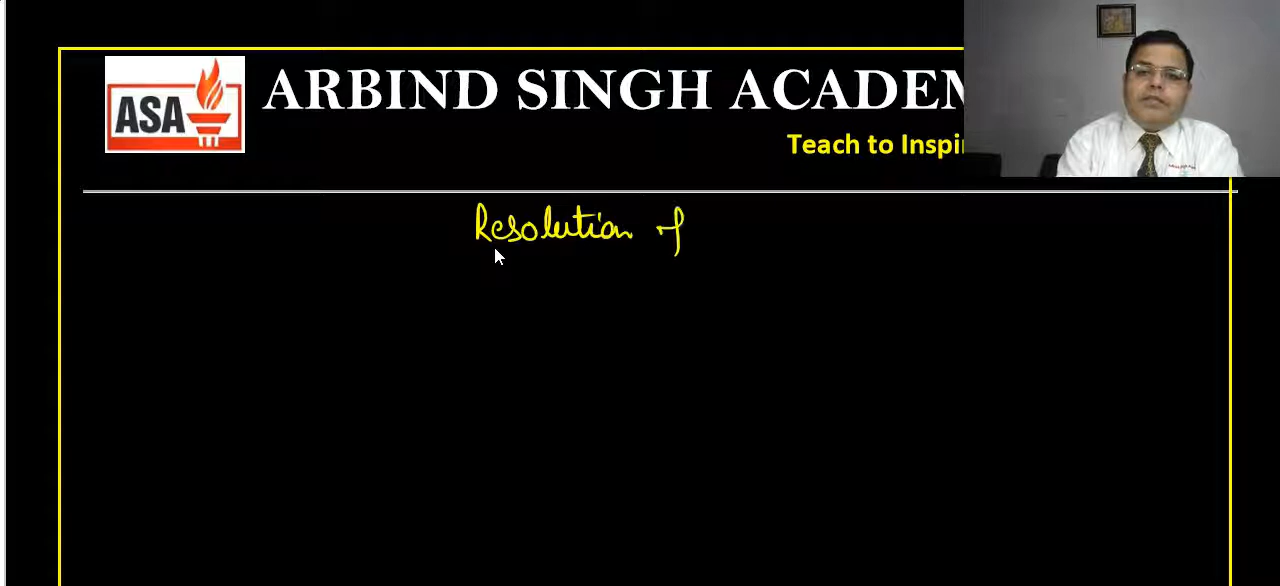 ASA
ARBIND SINGH ACADEM
Teach to Inspi
Resolution of